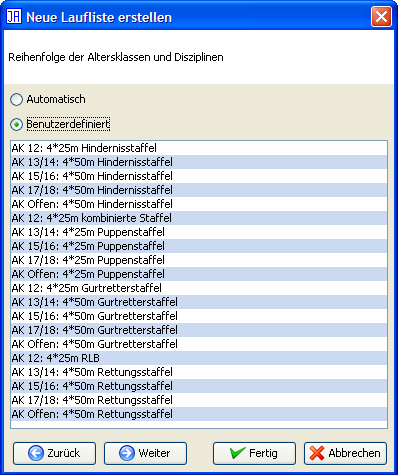 JA Neue Laufliste erstellen
Reihenfolge der Altersklassen und Disziplinen
Automatisch
Benutzerdefiniert
AK 12: 4*25m Hindernisstaffel
AK 13/14: 4*50m Hindernisstaffel
AK 15/16: 4*50m Hindernisstaffel
AK 17/18: 4*50m Hindernisstaffel
AK Offen: 4*50m Hindernisstaffel
AK 12: 4*25m kombinierte Staffel
AK 13/14: 4*25m Puppenstaffel
AK 15/16: 4*25m Puppenstaffel
AK 17/18: 4*25m Puppenstaffel
AK Offen: 4*25m Puppenstaffel
AK 12: 4*25m Gurtretterstaffel
AK 13/14: 4*50m Gurtretterstaffel
AK 15/16: 4*50m Gurtretterstaffel
AK 17/18: 4*50m Gurtretterstaffel
AK Offen: 4*50m Gurtretterstaffel
AK 12: 4*25m RLB
AK 13/14: 4*50m Rettungsstaffel
AK 15/16: 4*50m Rettungsstaffel
AK 17/18: 4*50m Rettungsstaffel
AK Offen: 4*50m Rettungsstaffel
Zurück Weiter Fertig Abbrechen